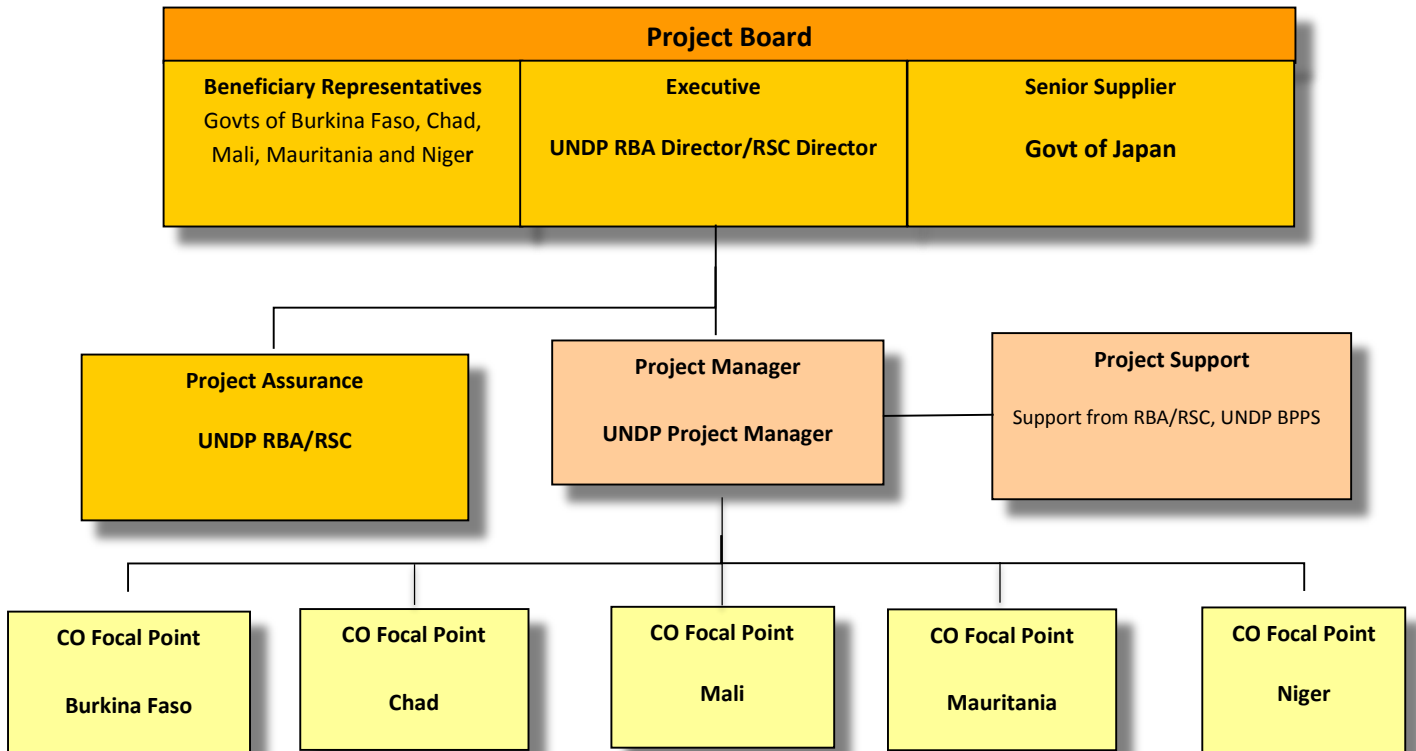 Project Board
Beneficiary Representatives
Govts of Burkina Faso, Chad,
Mali, Mauritania and Niger
Executive
UNDP RBA Director/RSC Director
Senior Supplier
Govt of Japan
Project Assurance
UNDP RBA/RSC
Project Manager
UNDP Project Manager
Project Support
Support from RBA/RSC, UNDP BPPS
CO Focal Point
Burkina Faso
CO Focal Point
Chad
CO Focal Point
Mali
CO Focal Point
Mauritania
CO Focal Point
Niger